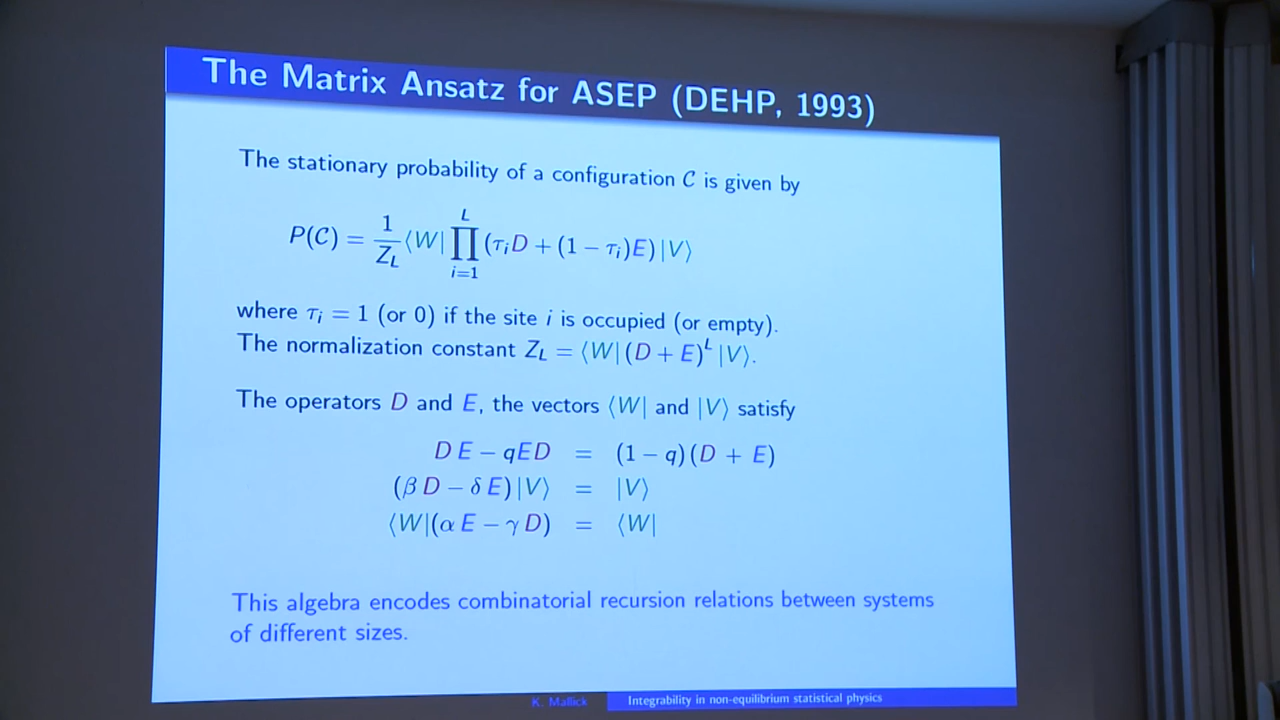 The Matrix Ansatz for ASEP (DEHP, 1993)
The stationary probability of a configuration 𝒞 is given by
P(𝒞) = 1/Z_L ⟨W| ∏_{i=1}^{L} (τ_i D + (1 − τ_i)E) |V⟩
where τ_i = 1 (or 0) if the site i is occupied (or empty).
The normalization constant Z_L = ⟨W| (D + E)^L |V⟩.
The operators D and E, the vectors ⟨W| and |V⟩ satisfy
D E − qED = (1 − q)(D + E)
(β D − δ E)|V⟩ = |V⟩
⟨W|(α E − γ D) = ⟨W|
This algebra encodes combinatorial recursion relations between systems
of different sizes.
K. Mallick Integrability in non-equilibrium statistical physics